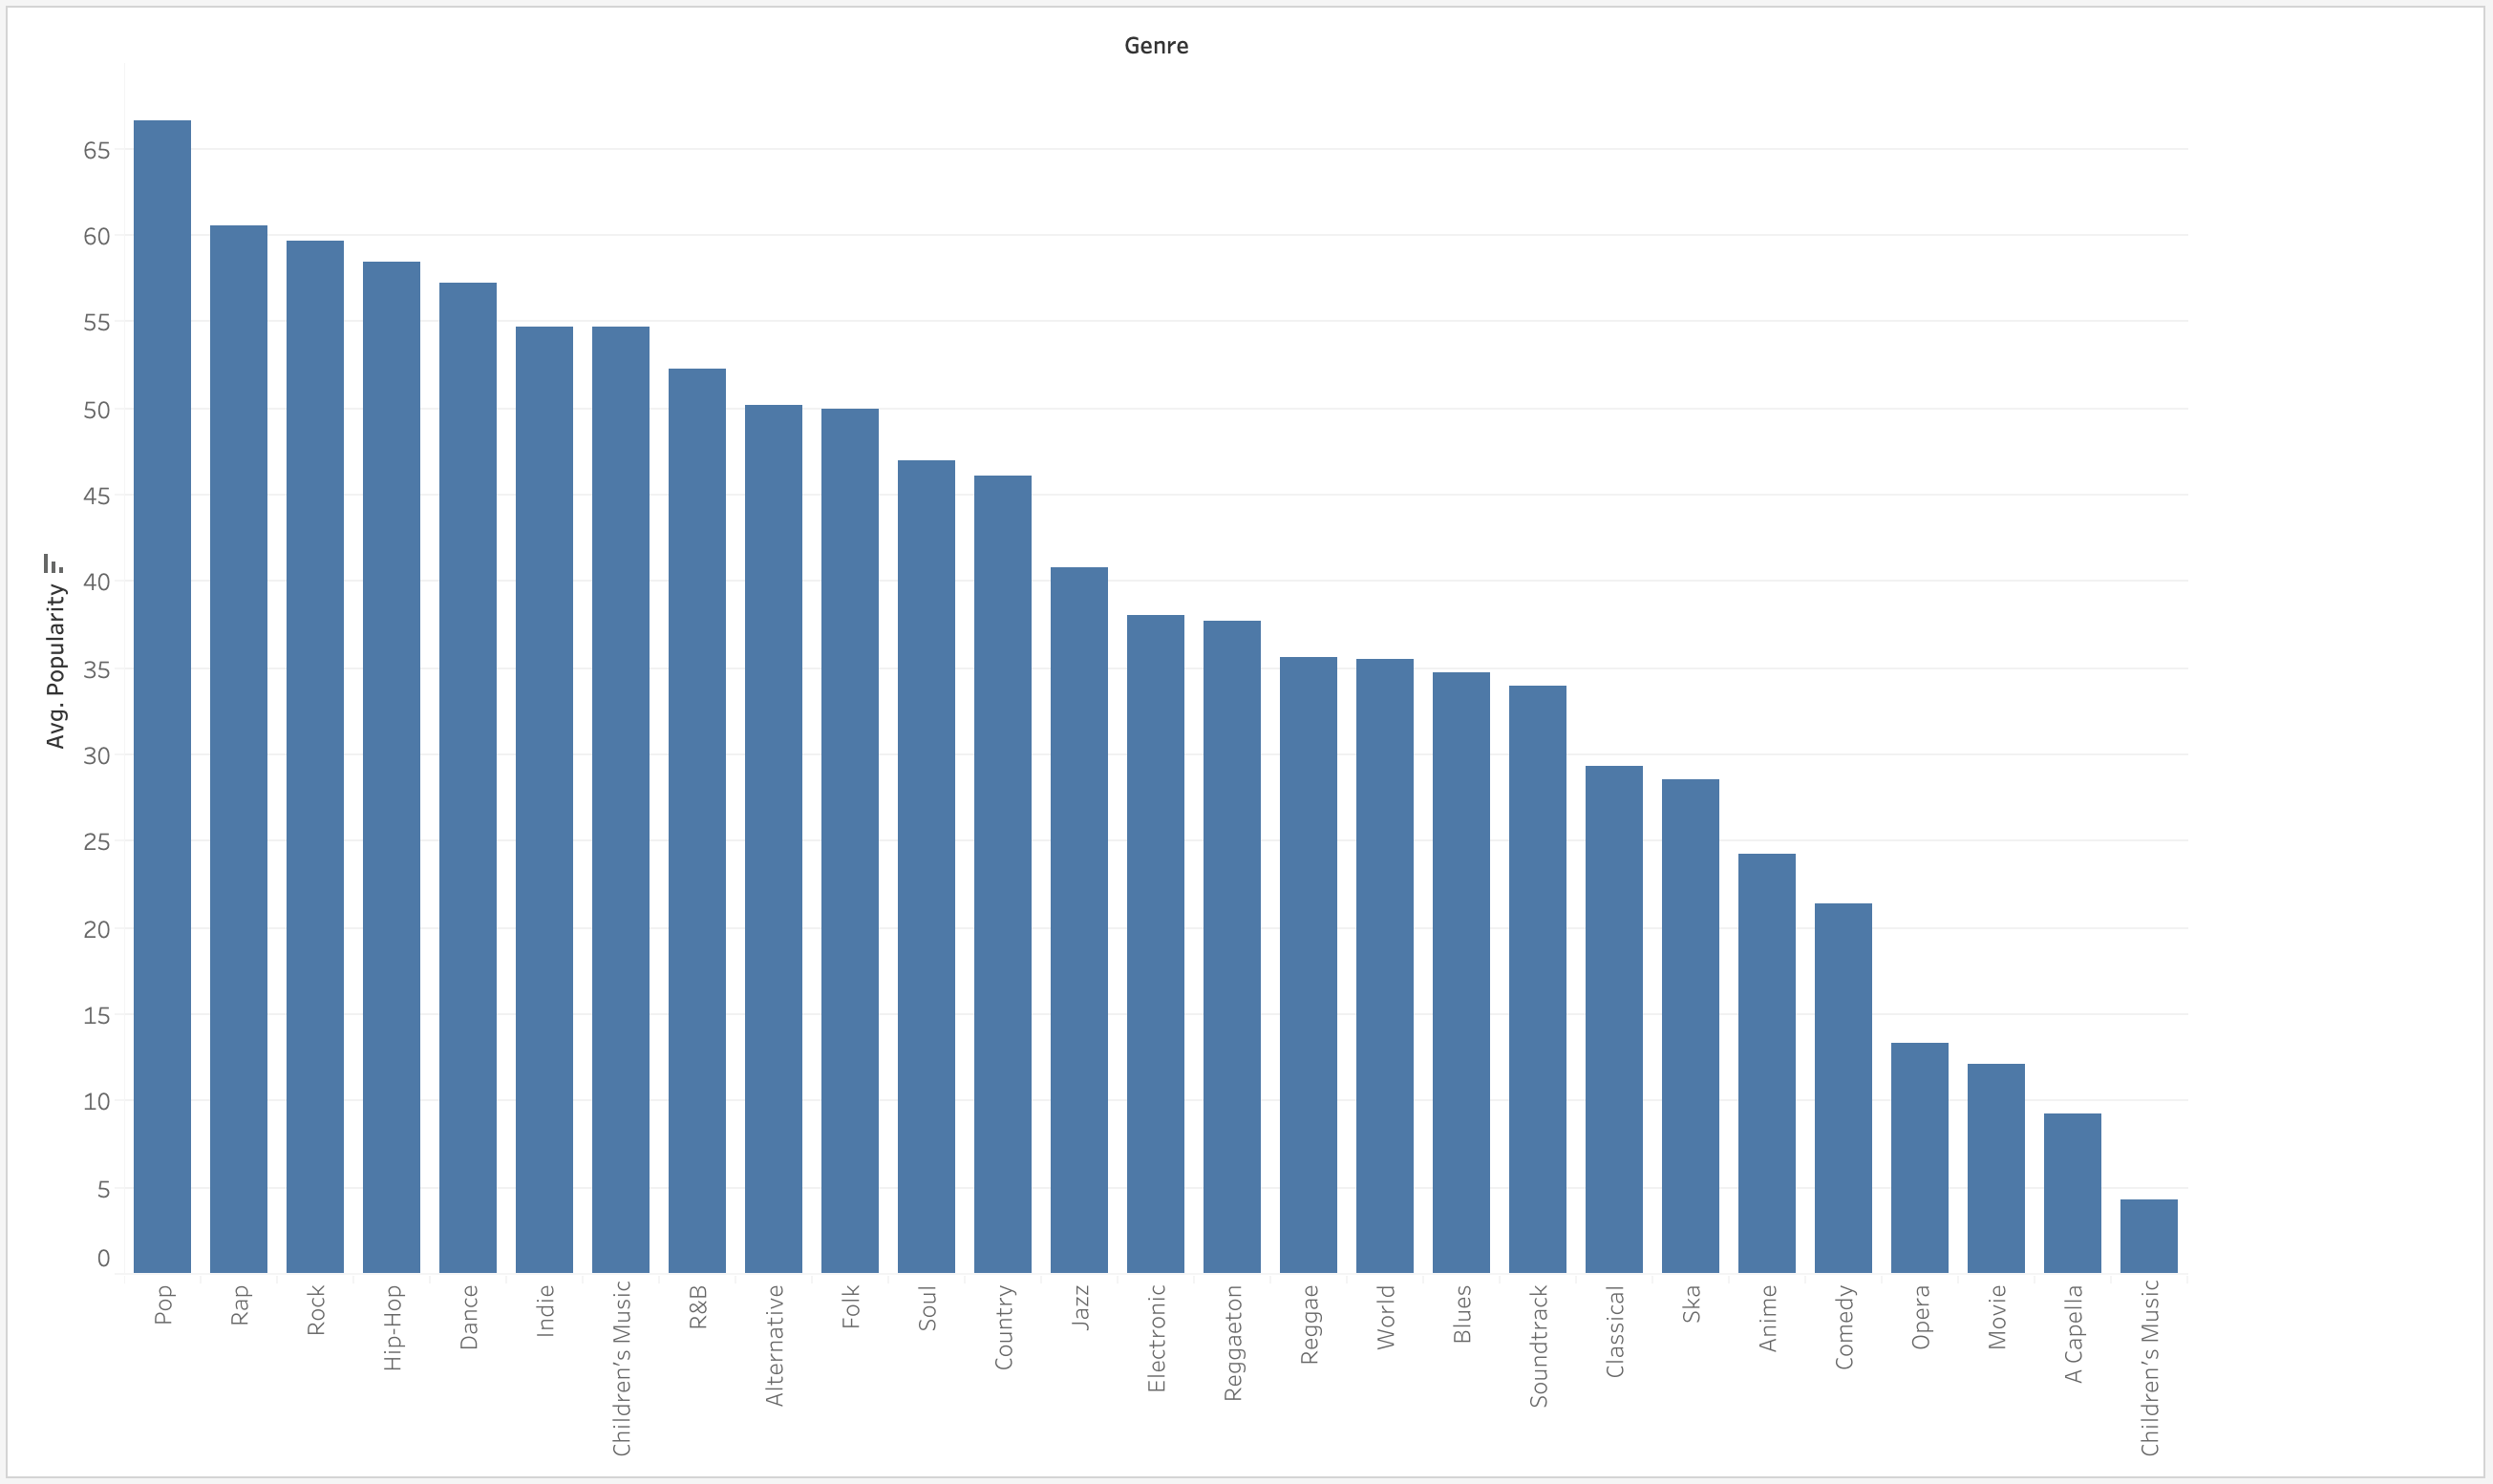 Genre
Avg. Popularity
65
60
55
50
45
40
35
30
25
20
15
10
5
0
Pop
Rap
Rock
Hip-Hop
Dance
Indie
Children’s Music
R&B
Alternative
Folk
Soul
Country
Jazz
Electronic
Reggaeton
Reggae
World
Blues
Soundtrack
Classical
Ska
Anime
Comedy
Opera
Movie
A Capella
Children’s Music